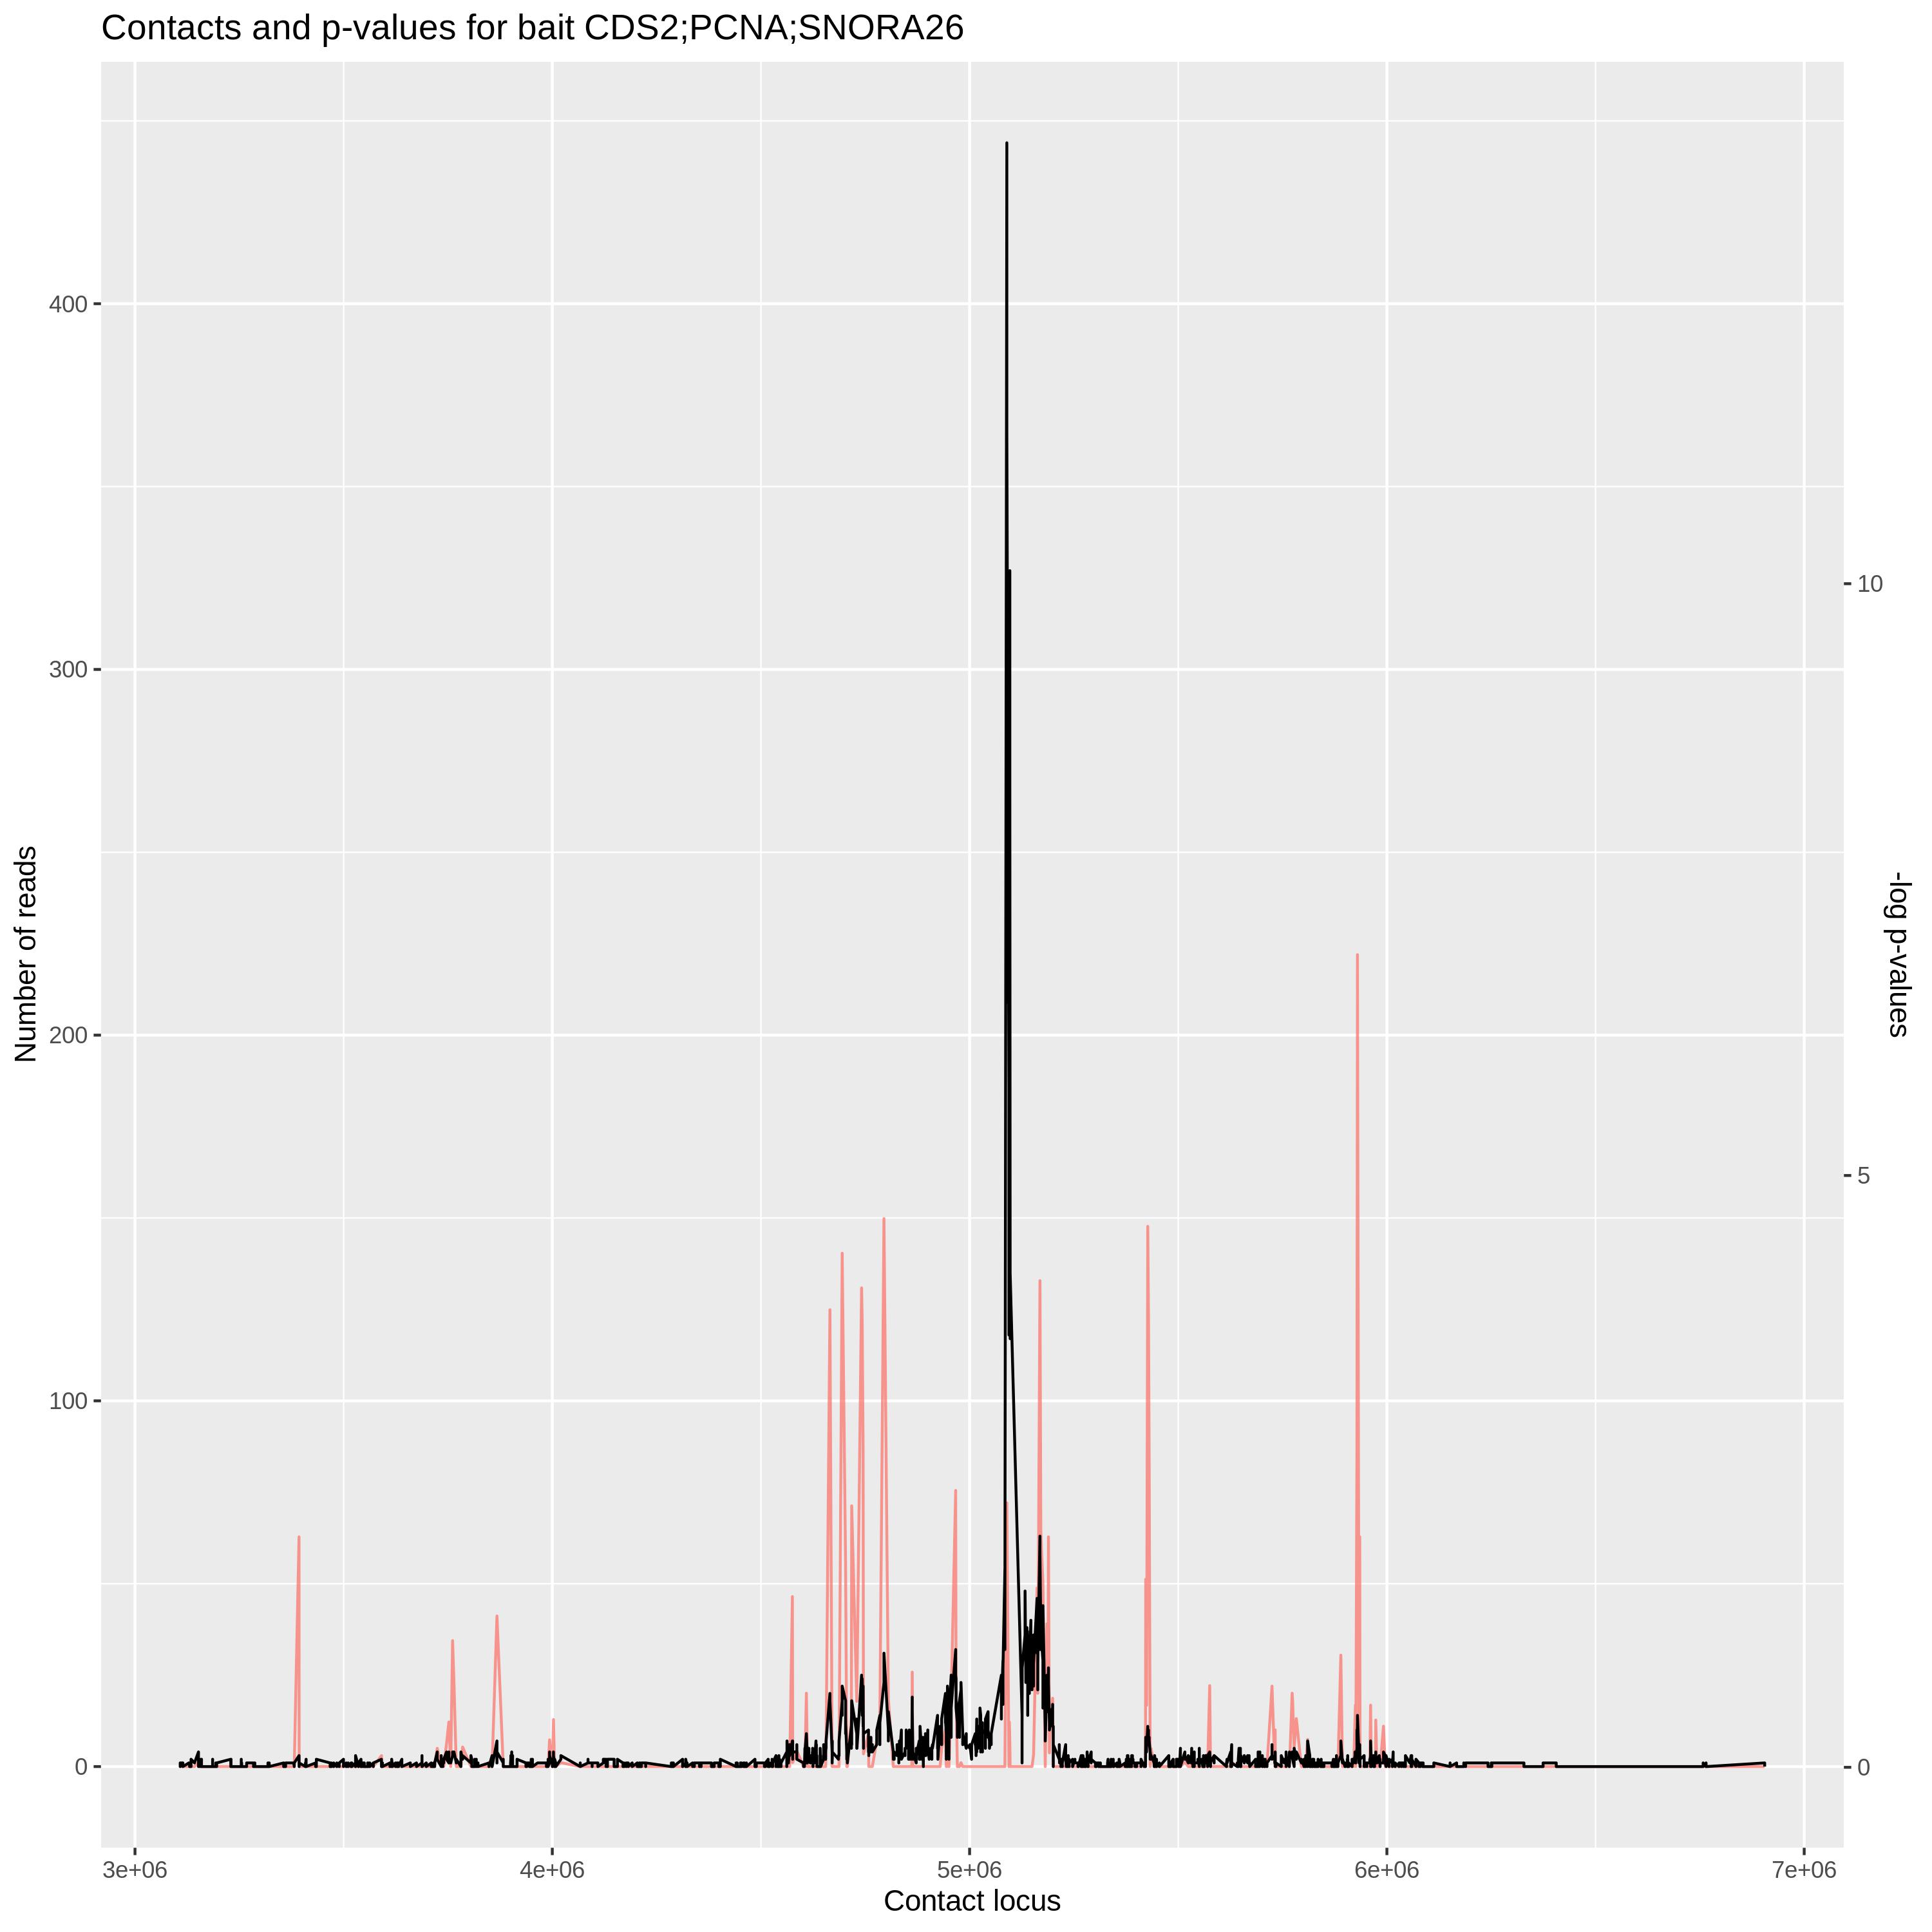 Contacts and p-values for bait CDS2;PCNA;SNORA26
400
300
200
100
0
Number of reads
10
5
0
-log p-values
3e+06
4e+06
5e+06
6e+06
7e+06
Contact locus